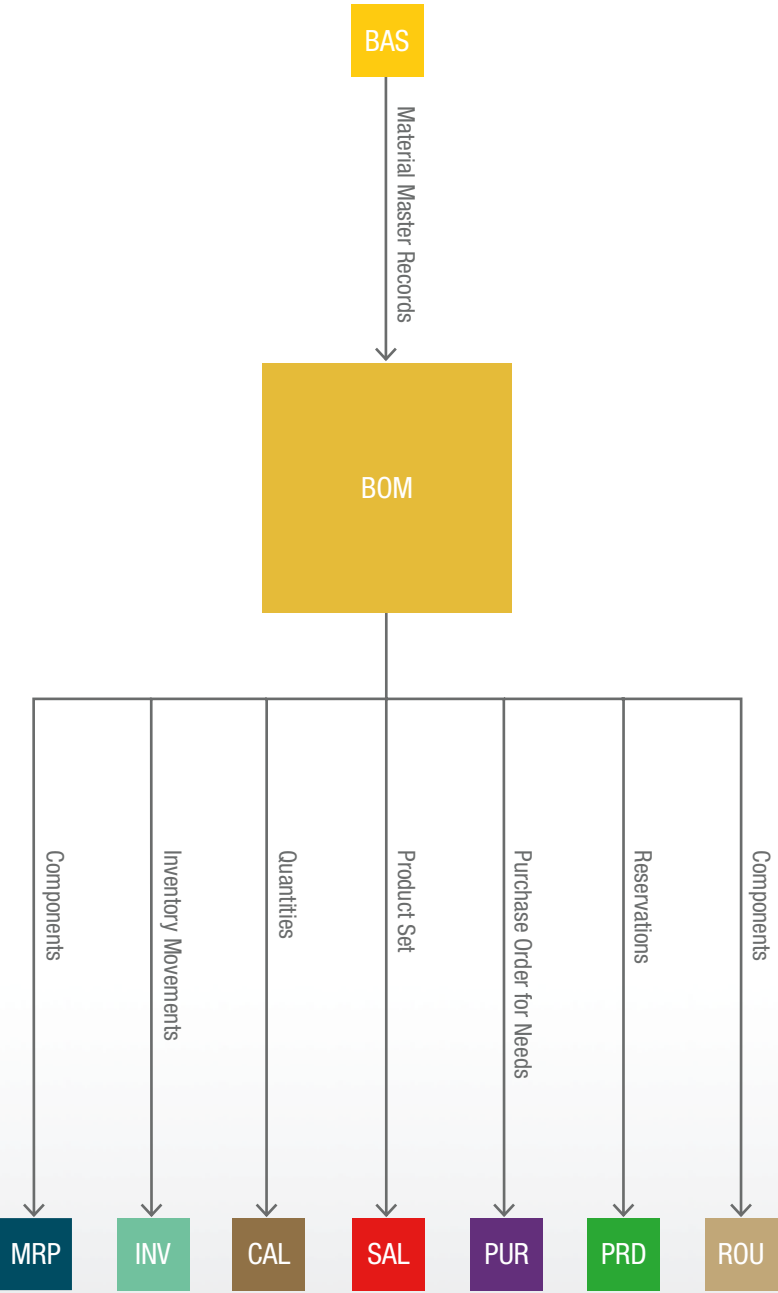 BAS
Material Master Records
BOM
Components
Inventory Movements
Quantities
Product Set
Purchase Order for Needs
Reservations
Components
MRP
INV
CAL
SAL
PUR
PRD
ROU